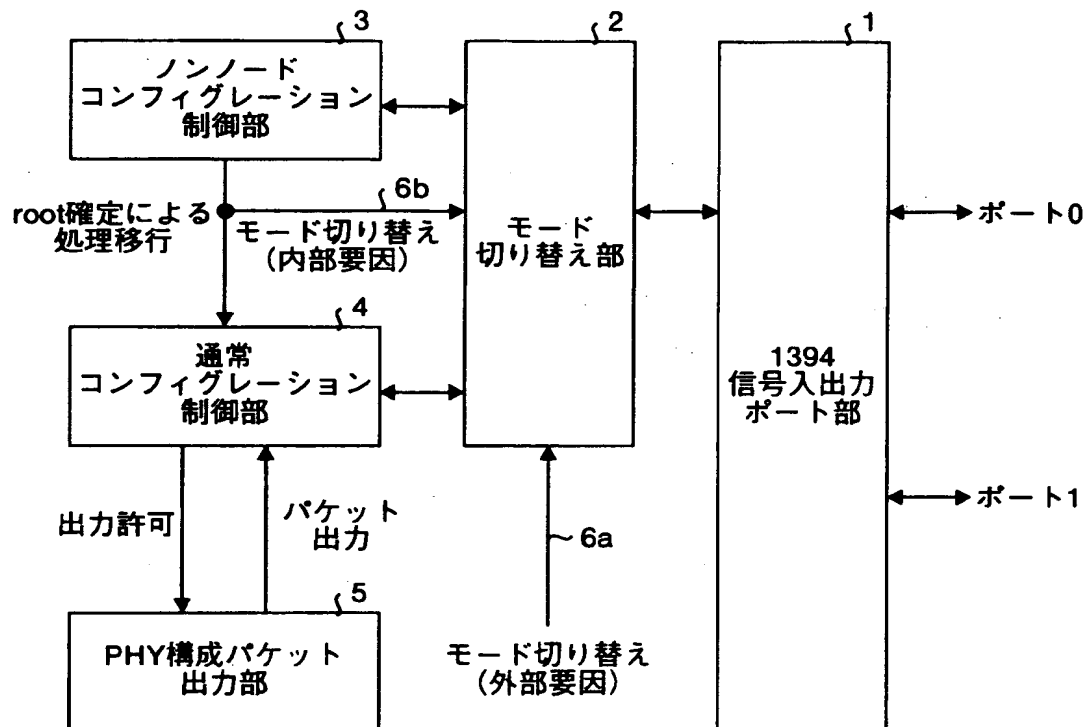 3
ノンノード
コンフィグレーション
制御部
2
モード
切り替え部
1
1394
信号入出力
ポート部
root確定による
処理移行
6b
モード切り替え
(内部要因)
ポート0
4
通常
コンフィグレーション
制御部
出力許可
パケット
出力
6a
ポート1
5
PHY構成パケット
出力部
モード切り替え
(外部要因)